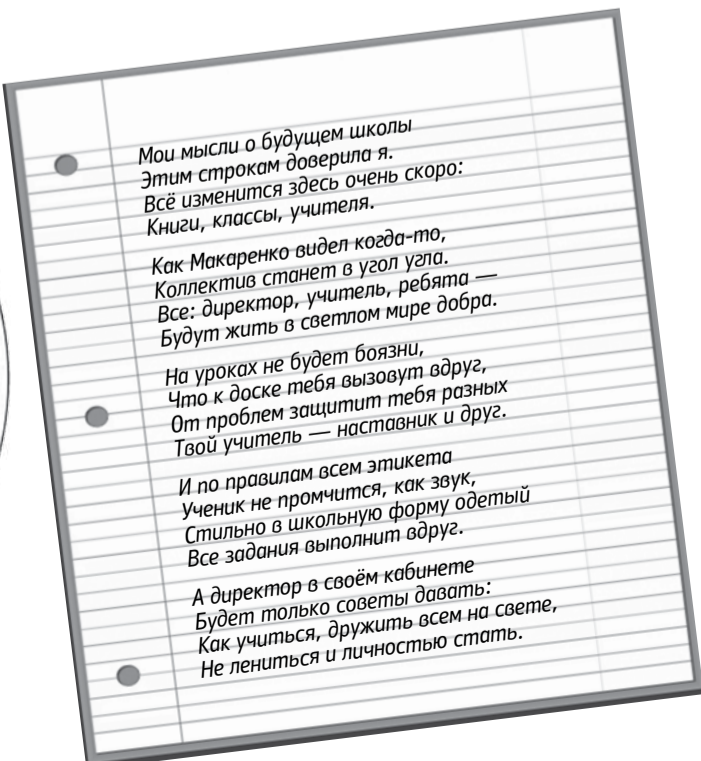 Мои мысли о будущем школы
Этим строкам доверила я.
Всё изменится здесь очень скоро:
Книги, классы, учителя.
Как Макаренко видел когда-то,
Коллектив станет в угол угла.
Все: директор, учитель, ребята —
Будут жить в светлом мире добра.
На уроках не будет боязни,
Что к доске тебя вызовут вдруг,
От проблем защитит тебя разных
Твой учитель — наставник и друг.
И по правилам всем этикета
Ученик не промчится, как звук,
Стильно в школьную форму одетый
Все задания выполнит вдруг.
А директор в своём кабинете
Будет только советы давать:
Как учиться, дружить всем на свете,
Не лениться и личностью стать.